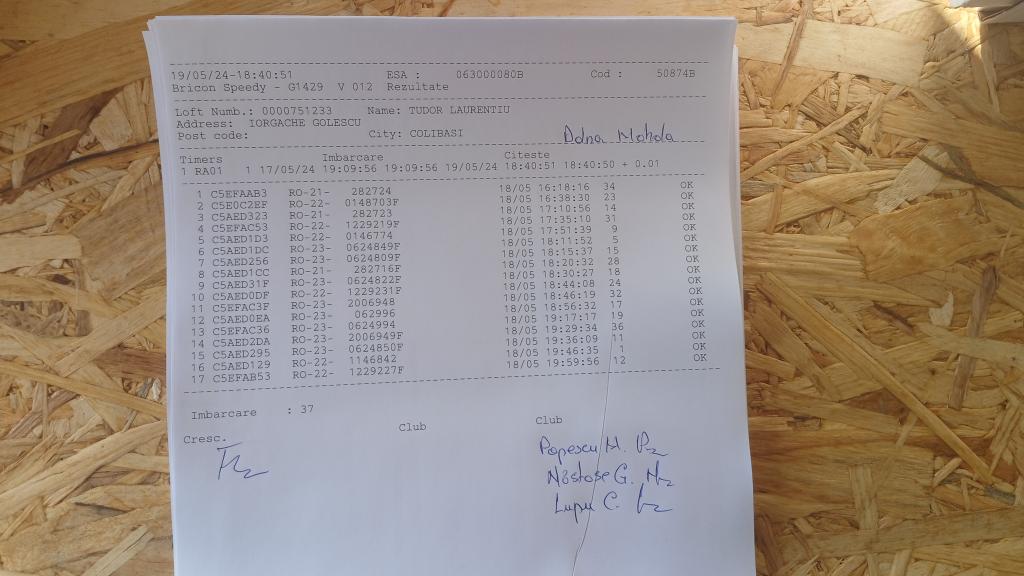 19/05/24-18:40:51 ESA : 063000080B Cod : 50874B
Bricon Speedy - G1429 V 012 Rezultate
Loft Numb.: 0000751233 Name: TUDOR LAURENTIU
Address: IORGACHE GOLESCU
Post code: City: COLIBASI
Timers Imbarcare Citeste
1 RA01 1 17/05/24 19:09:56 19:09:56 19/05/24 18:40:51 18:40:50 + 0.01
1 C5EFAAB3 RO-21- 282724 18/05 16:18:16 34 OK
2 C5E0C2EF RO-22- 0148703F 18/05 16:38:30 23 OK
3 C5AED323 RO-21- 282723 18/05 17:10:56 14 OK
4 C5EFAC53 RO-22- 1229219F 18/05 17:35:10 31 OK
5 C5AED1D3 RO-22- 0146774 18/05 17:51:39 9 OK
6 C5AED1DC RO-23- 0624849F 18/05 18:11:52 5 OK
7 C5AED256 RO-23- 0624809F 18/05 18:15:37 15 OK
8 C5AED1CC RO-21- 282716F 18/05 18:20:32 28 OK
9 C5AED31F RO-23- 0624822F 18/05 18:30:27 18 OK
10 C5AED0DF RO-22- 1229231F 18/05 18:44:08 24 OK
11 C5EFAC3F RO-23- 2006948 18/05 18:46:19 32 OK
12 C5AED0EA RO-23- 062996 18/05 18:56:32 17 OK
13 C5EFAC36 RO-23- 0624994 18/05 19:17:17 19 OK
14 C5AED2DA RO-23- 2006949F 18/05 19:29:34 36 OK
15 C5AED295 RO-23- 0624850F 18/05 19:36:09 11 OK
16 C5AED129 RO-22- 1146842 18/05 19:46:35 1 OK
17 C5EFAB53 RO-22- 1229227F 18/05 19:59:56 12 OK
Imbarcare : 37
Cresc. Club Club
Popescu M.
Năstase G.
Lupu C.